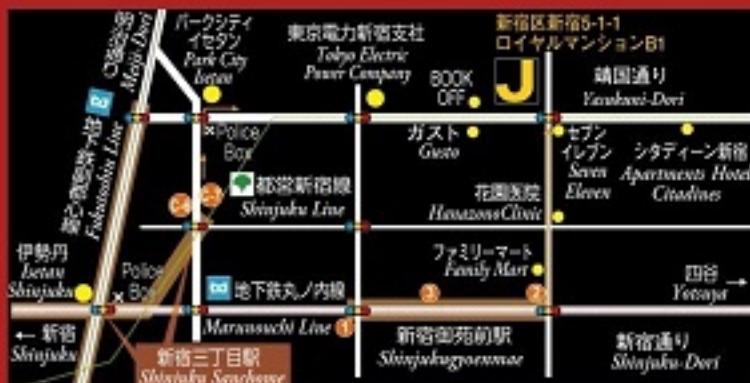 明治通り
Meiji-Dori
パークシティ
イセタン
Park City
Isetan
東京電力新宿支社
Tokyo Electric
Power Company
BOOK
OFF
新宿区新宿5-1-1
ロイヤルマンションB1
J
靖国通り
Yasukuni-Dori
Police
Box
ガスト
Gusto
セブン
イレブン
Seven
Eleven
シタディーン新宿
Apartments Hotel
Citadines
Fukutoshin Line
都営新宿線
Shinjuku Line
花園医院
HanazonoClinic
伊勢丹
Isetan
Shinjuku
Police
Box
地下鉄丸ノ内線
Marunouchi Line
ファミリーマート
Family Mart
四谷
Yotsuya →
3
2
1
← 新宿
Shinjuku
新宿三丁目駅
Shinjuku Sanchome
新宿御苑前駅
Shinjukugyoenmae
新宿通り
Shinjuku-Dori